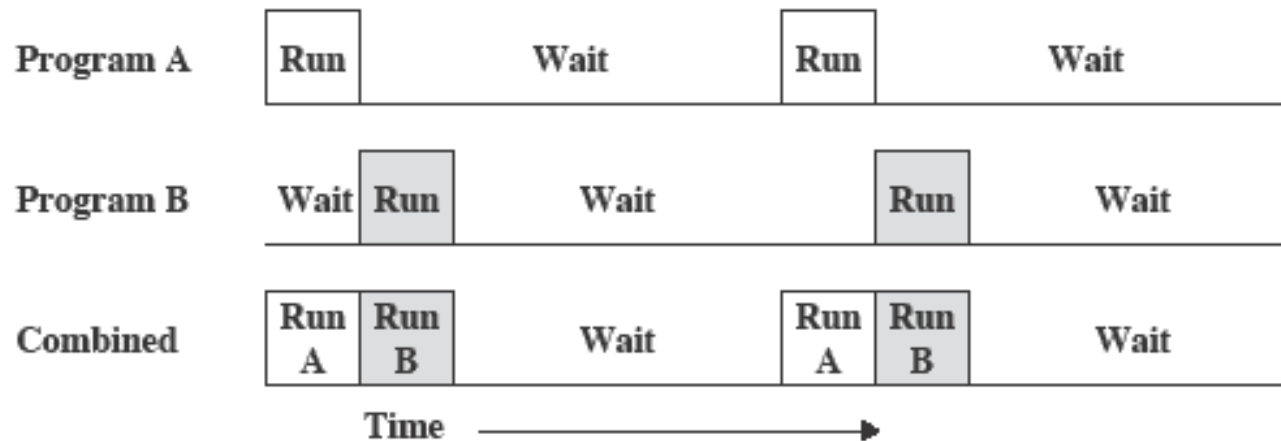 Program A Run Wait Run Wait
Program B Wait Run Wait Run Wait
Combined Run A Run B Wait Run A Run B Wait
Time